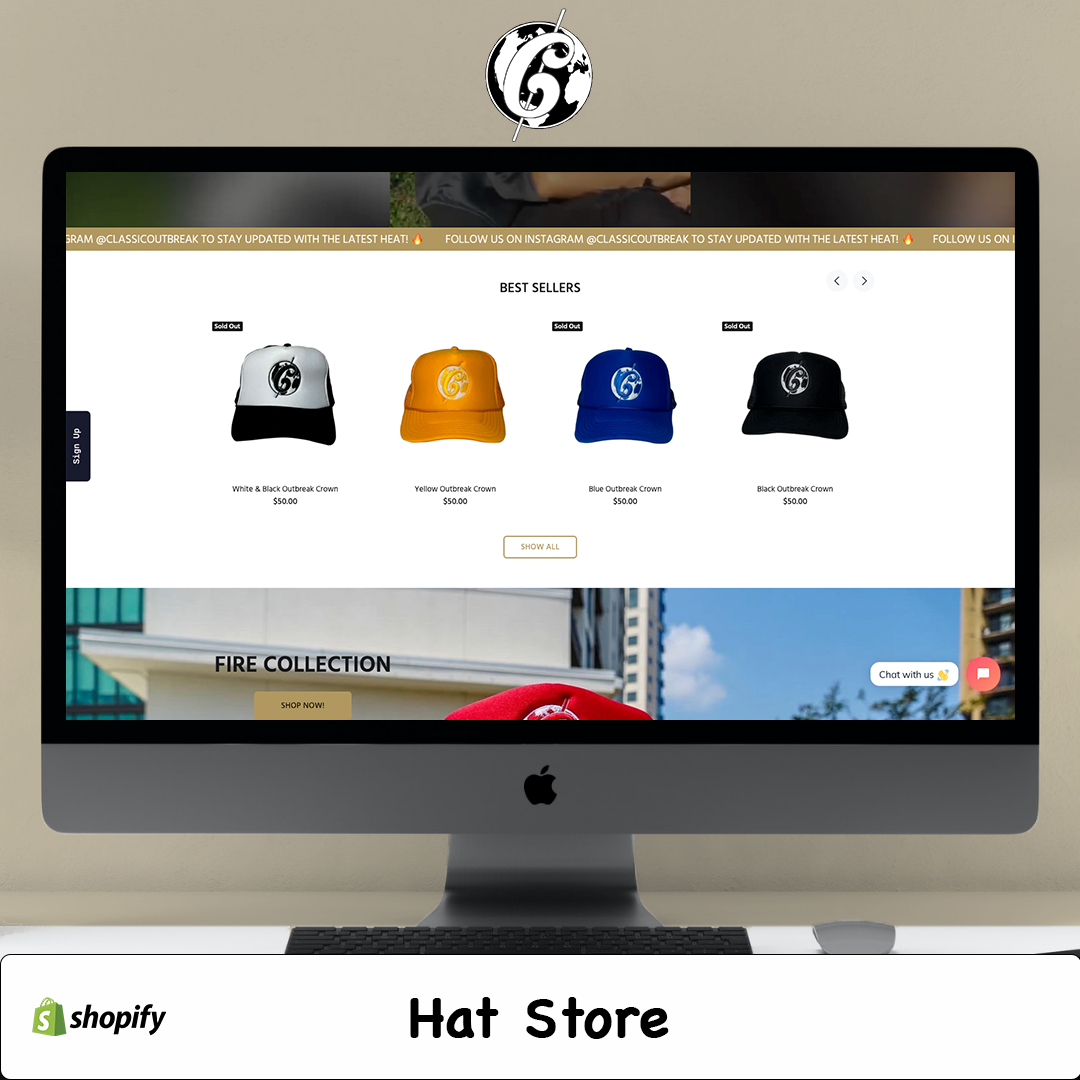 GRAM @CLASSICOUTBREAK TO STAY UPDATED WITH THE LATEST HEAT! 🔥 FOLLOW US ON INSTAGRAM @CLASSICOUTBREAK TO STAY UPDATED WITH THE LATEST HEAT! 🔥 FOLLOW US ON I
BEST SELLERS
Sold Out
Sold Out
Sold Out
White & Black Outbreak Crown
$50.00
Yellow Outbreak Crown
$50.00
Blue Outbreak Crown
$50.00
Black Outbreak Crown
$50.00
Sign Up
SHOW ALL
FIRE COLLECTION
SHOP NOW!
Chat with us 👋
shopify
Hat Store